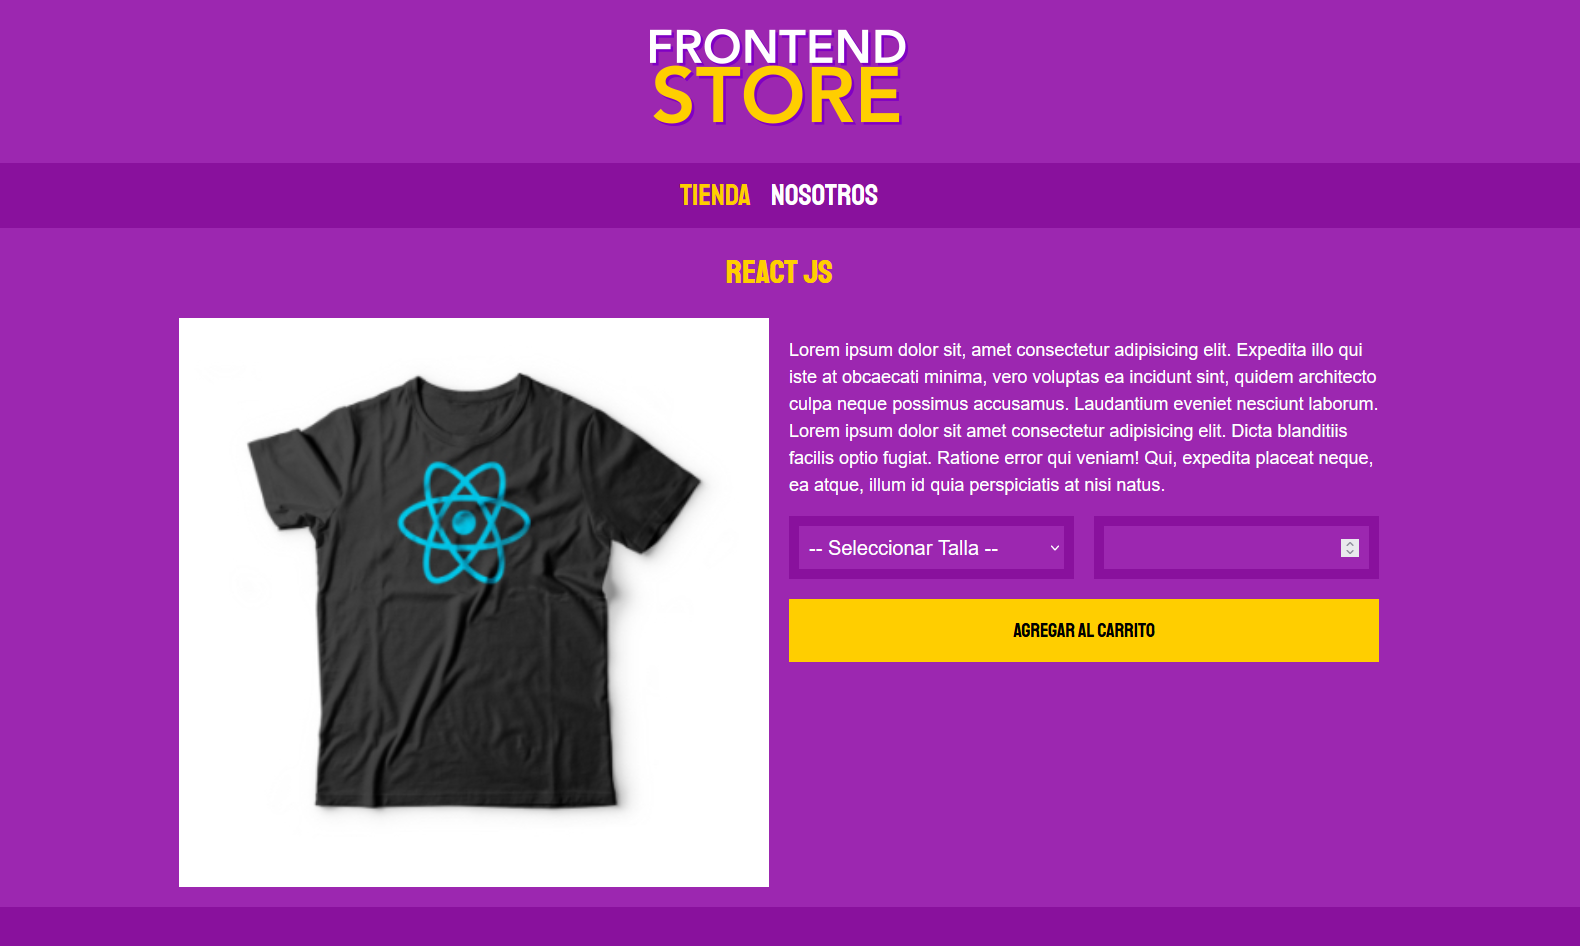 FRONTEND
STORE
TIENDA NOSOTROS
REACT JS
Lorem ipsum dolor sit, amet consectetur adipisicing elit. Expedita illo qui
iste at obcaecati minima, vero voluptas ea incidunt sint, quidem architecto
culpa neque possimus accusamus. Laudantium eveniet nesciunt laborum.
Lorem ipsum dolor sit amet consectetur adipisicing elit. Dicta blanditiis
facilis optio fugiat. Ratione error qui veniam! Qui, expedita placeat neque,
ea atque, illum id quia perspiciatis at nisi natus.
-- Seleccionar Talla --
AGREGAR AL CARRITO